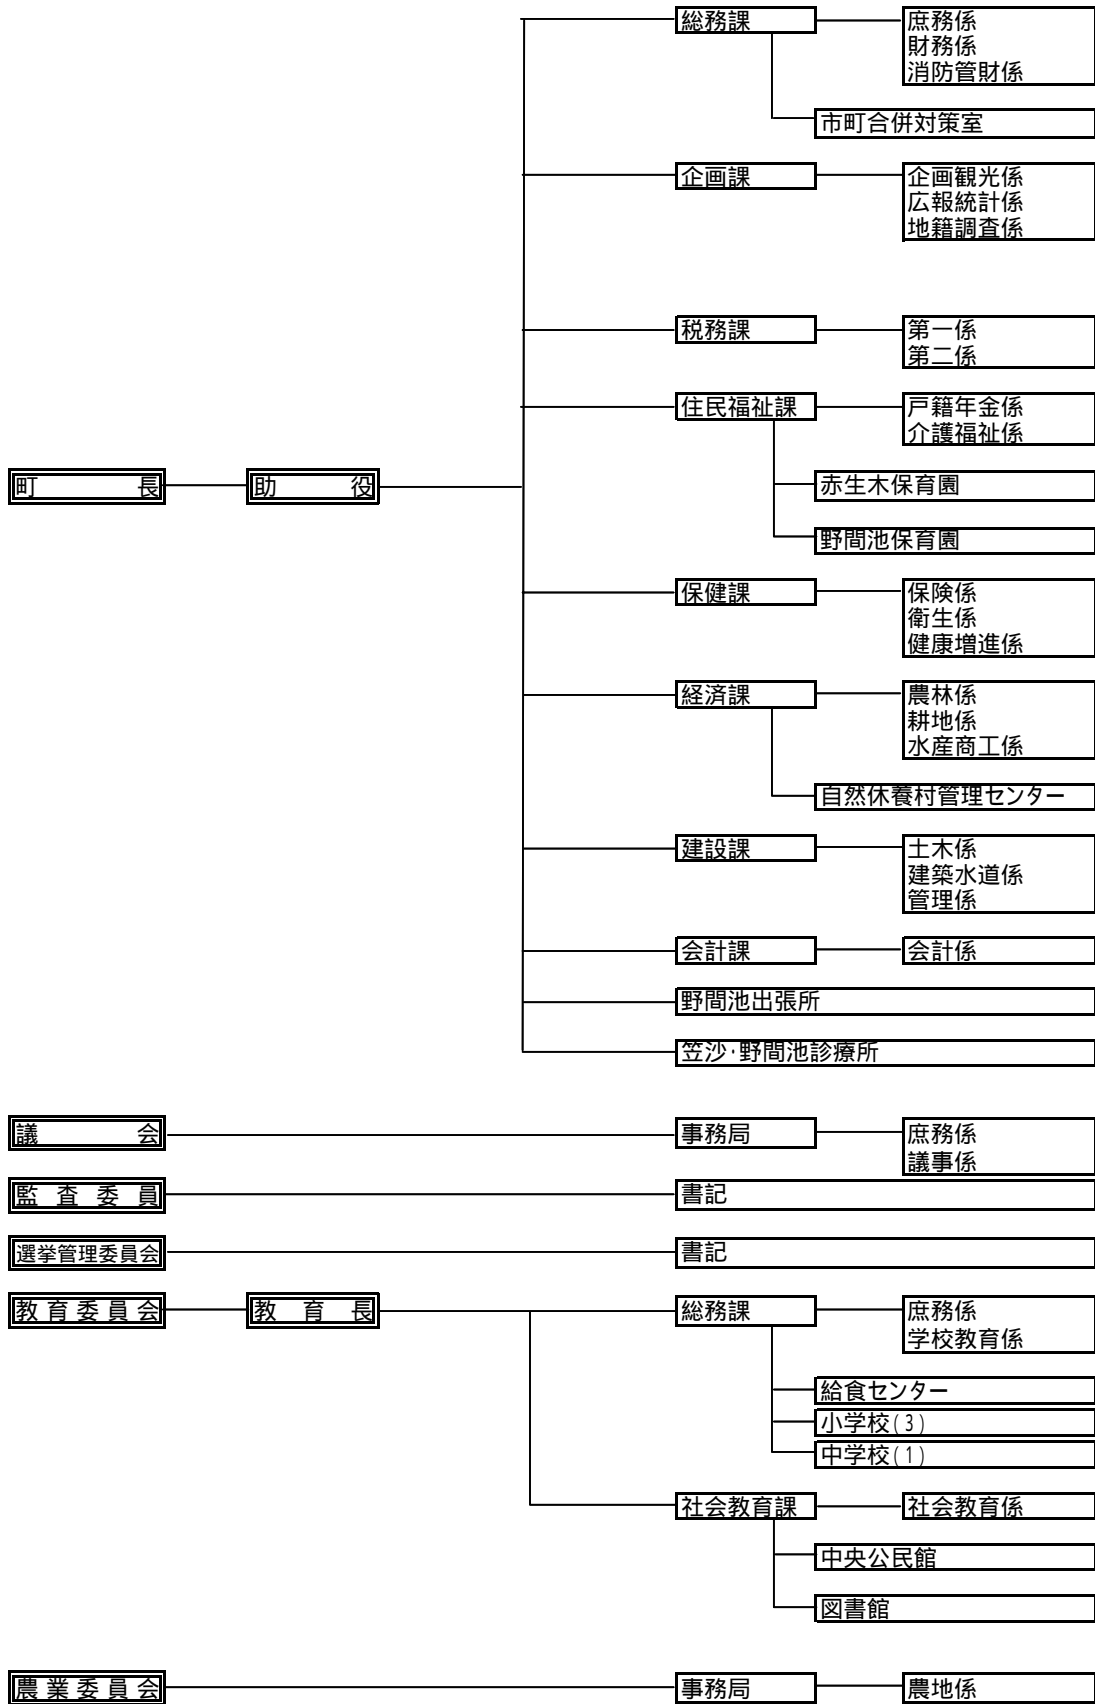 総務課
庶務係
財務係
消防管財係
市町合併対策室
企画課
企画観光係
広報統計係
地籍調査係
税務課
第一係
第二係
住民福祉課
戸籍年金係
介護福祉係
町長
助役
赤生木保育園
野間池保育園
保健課
保険係
衛生係
健康増進係
経済課
農林係
耕地係
水産商工係
自然休養村管理センター
建設課
土木係
建築水道係
管理係
会計課
会計係
野間池出張所
笠沙・野間池診療所
議会
事務局
庶務係
議事係
監査委員
書記
選挙管理委員会
書記
教育委員会
教育長
総務課
庶務係
学校教育係
給食センター
小学校(3)
中学校(1)
社会教育課
社会教育係
中央公民館
図書館
農業委員会
事務局
農地係